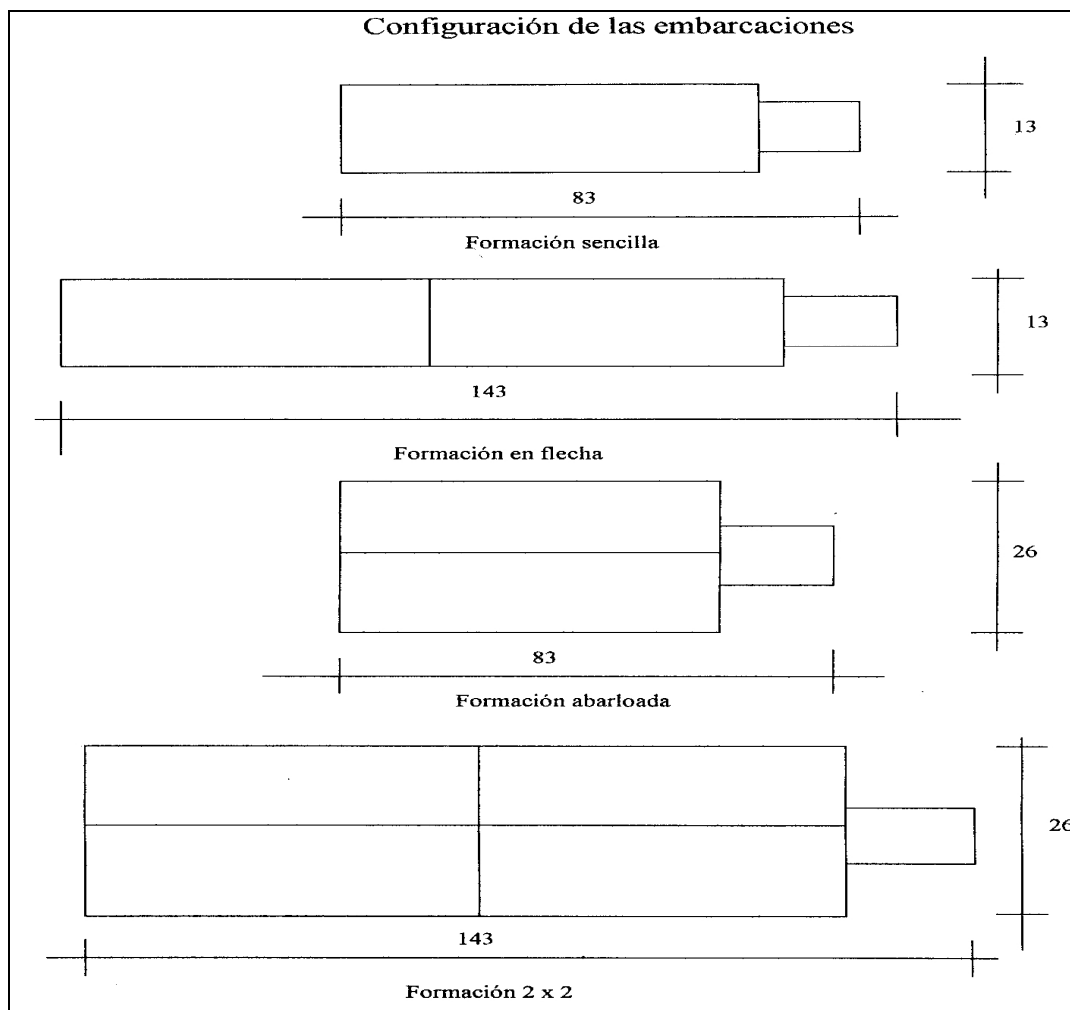 Configuración de las embarcaciones
13
83
Formación sencilla
13
143
Formación en flecha
26
83
Formación abarloada
26
143
Formación 2 x 2